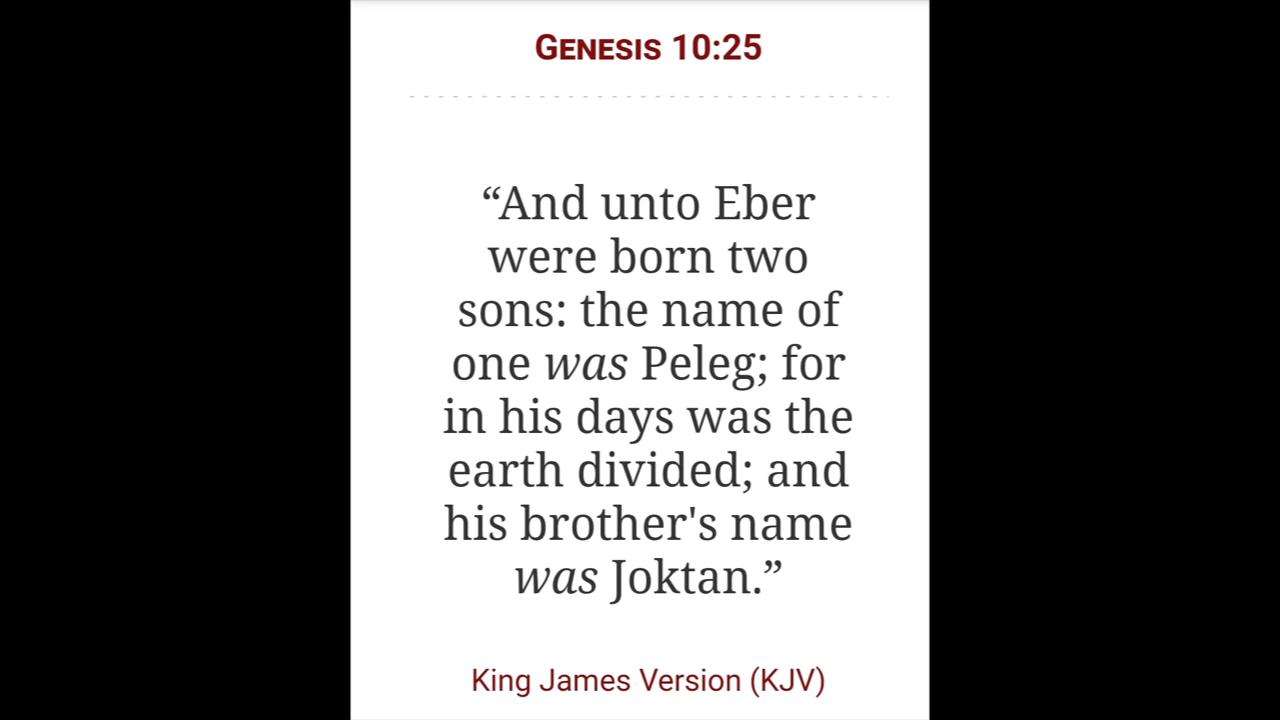 GENESIS 10:25
“And unto Eber
were born two
sons: the name of
one was Peleg; for
in his days was the
earth divided; and
his brother's name
was Joktan.”
King James Version (KJV)